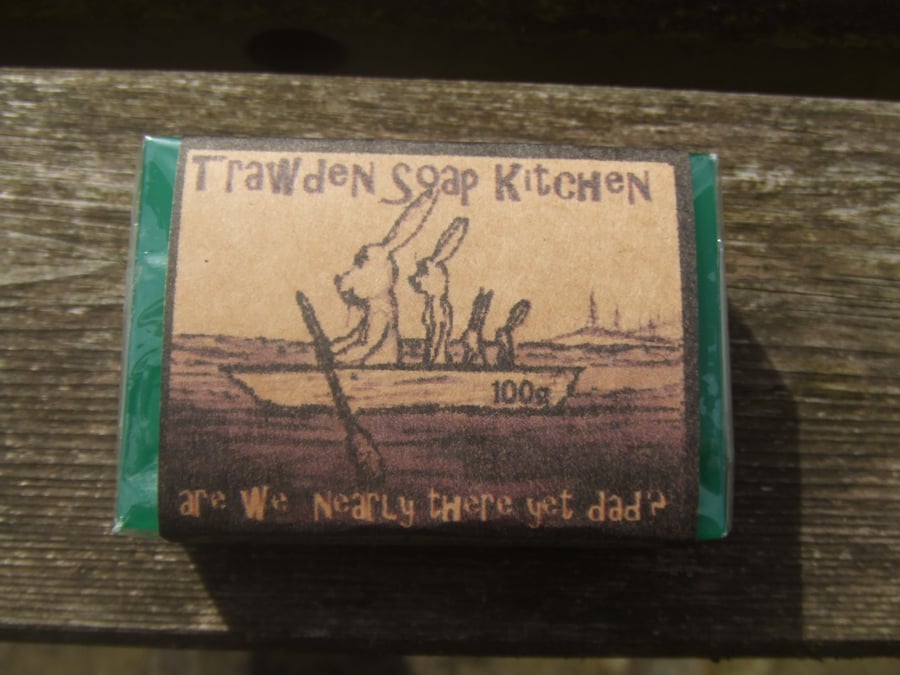 Trawden Soap Kitchen
100g
are we nearly there yet dad?